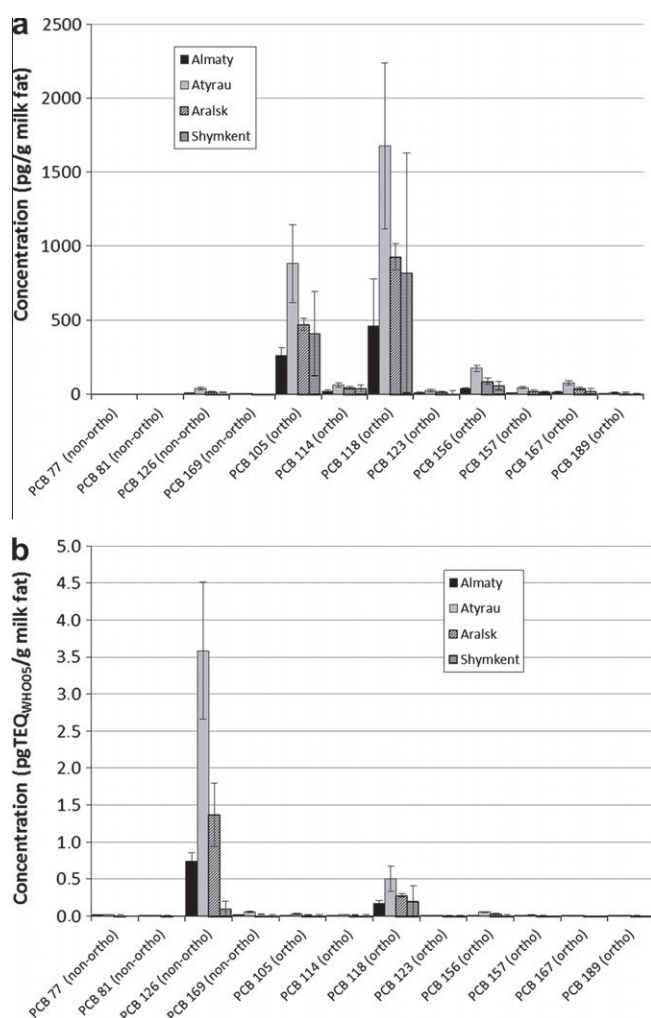 a
Concentration (pg/g milk fat)
2500
2000
1500
1000
500
0
Almaty
Atyrau
Aralsk
Shymkent
PCB 77 (non-ortho)
PCB 81 (non-ortho)
PCB 126 (non-ortho)
PCB 169 (non-ortho)
PCB 105 (ortho)
PCB 114 (ortho)
PCB 118 (ortho)
PCB 123 (ortho)
PCB 156 (ortho)
PCB 157 (ortho)
PCB 167 (ortho)
PCB 189 (ortho)
b
Concentration (pgTEQWHO05/g milk fat)
5.0
4.5
4.0
3.5
3.0
2.5
2.0
1.5
1.0
0.5
0.0
Almaty
Atyrau
Aralsk
Shymkent
PCB 77 (non-ortho)
PCB 81 (non-ortho)
PCB 126 (non-ortho)
PCB 169 (non-ortho)
PCB 105 (ortho)
PCB 114 (ortho)
PCB 118 (ortho)
PCB 123 (ortho)
PCB 156 (ortho)
PCB 157 (ortho)
PCB 167 (ortho)
PCB 189 (ortho)